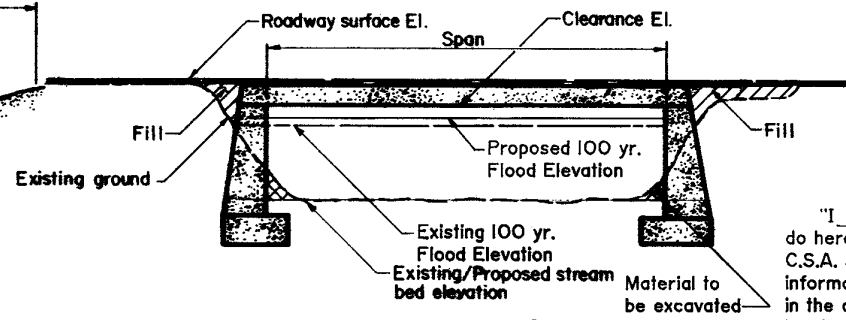 Roadway surface El.
Clearance El.
Span
Fill
Fill
Proposed 100 yr.
Flood Elevation
Existing ground
Existing 100 yr.
Flood Elevation
Existing/Proposed stream
bed elevation
Material to
be excavated
"I
do here
C.S.A.
informa
in the